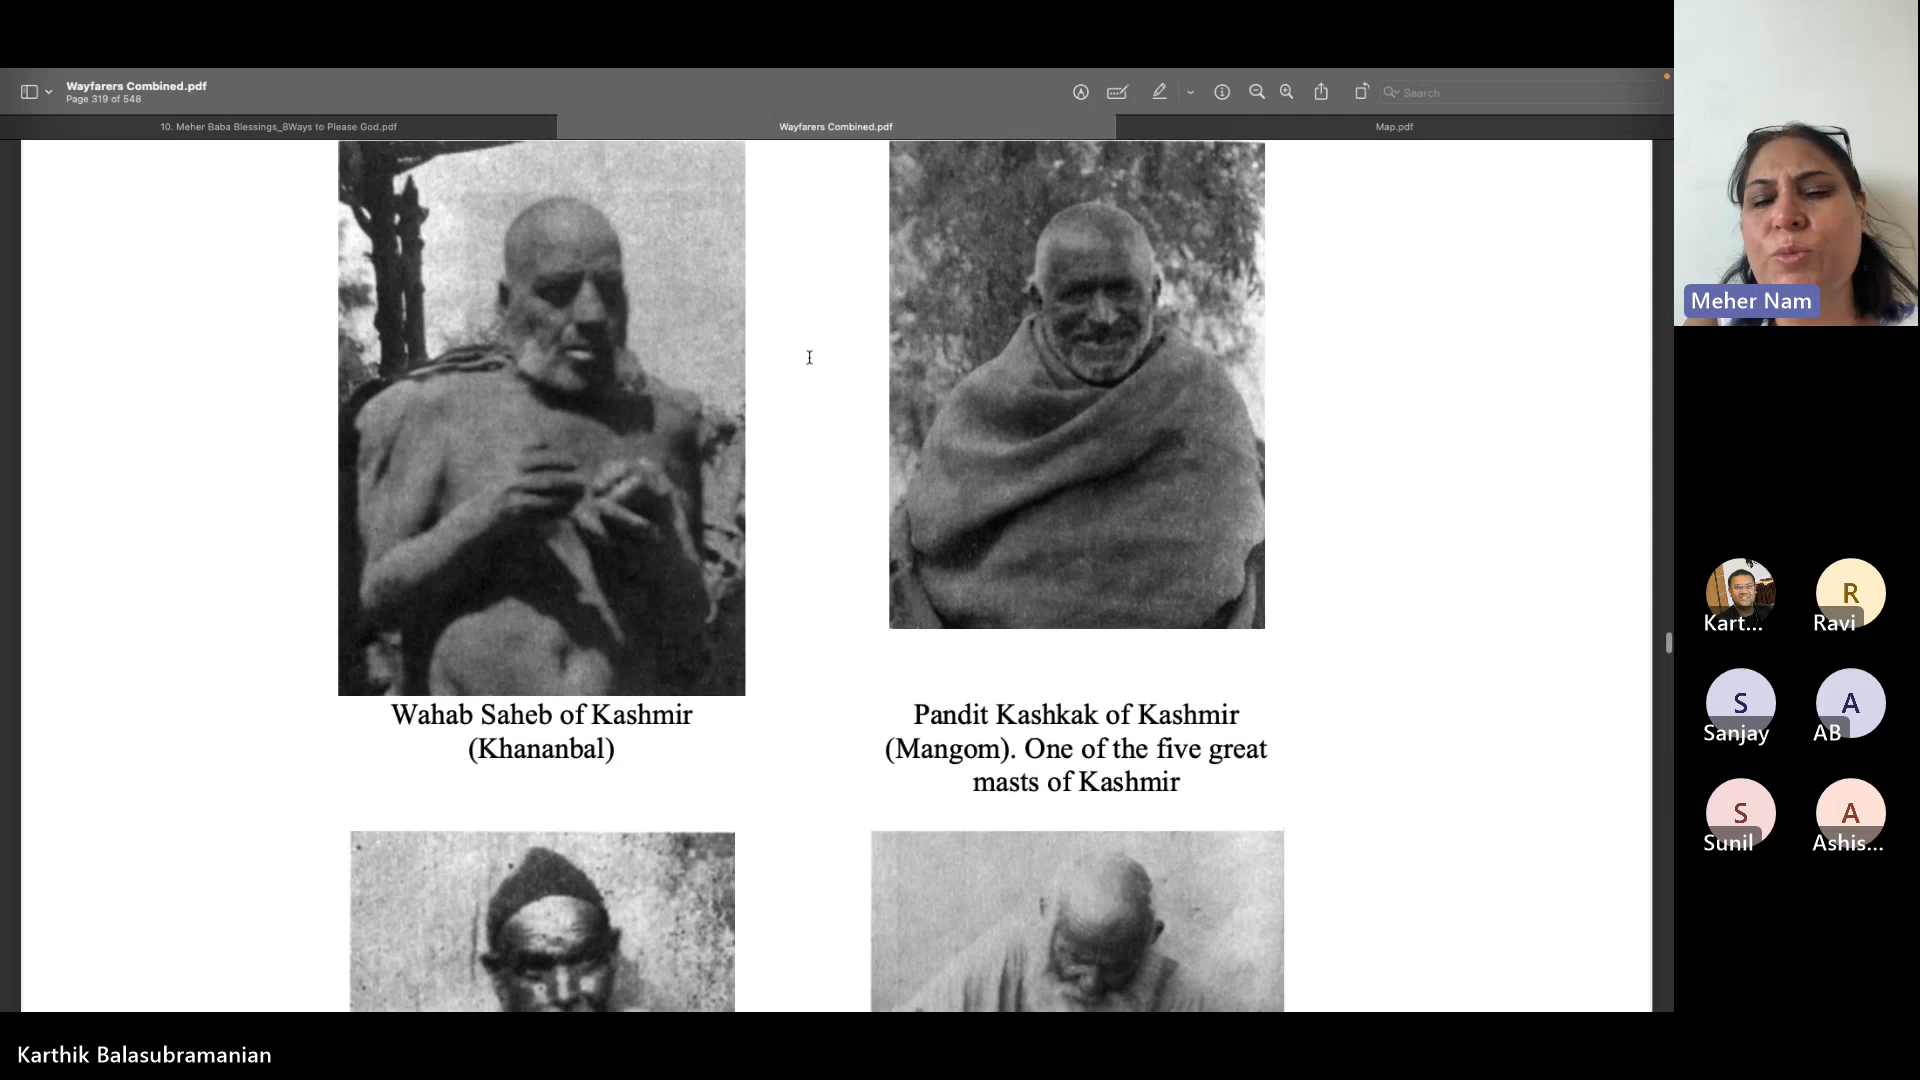 Wayfarers Combined.pdf
Page 319 of 548
Search
10. Meher Baba Blessings_8Ways to Please God.pdf
Wayfarers Combined.pdf
Map.pdf
Wahab Saheb of Kashmir
(Khananbal)
Pandit Kashkak of Kashmir
(Mangom). One of the five great
masts of Kashmir
Meher Nam
Kart...
R
Ravi
S
Sanjay
A
AB
S
Sunil
A
Ashis...
Karthik Balasubramanian